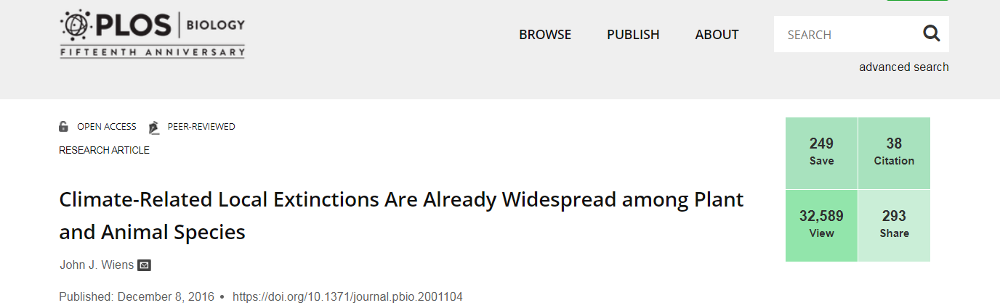 PLOS BIOLOGY
FIFTEENTH ANNIVERSARY
BROWSE PUBLISH ABOUT SEARCH
advanced search
OPEN ACCESS PEER-REVIEWED
RESEARCH ARTICLE
249 38
Save Citation
Climate-Related Local Extinctions Are Already Widespread among Plant
and Animal Species
32,589 293
View Share
John J. Wiens
Published: December 8, 2016 • https://doi.org/10.1371/journal.pbio.2001104